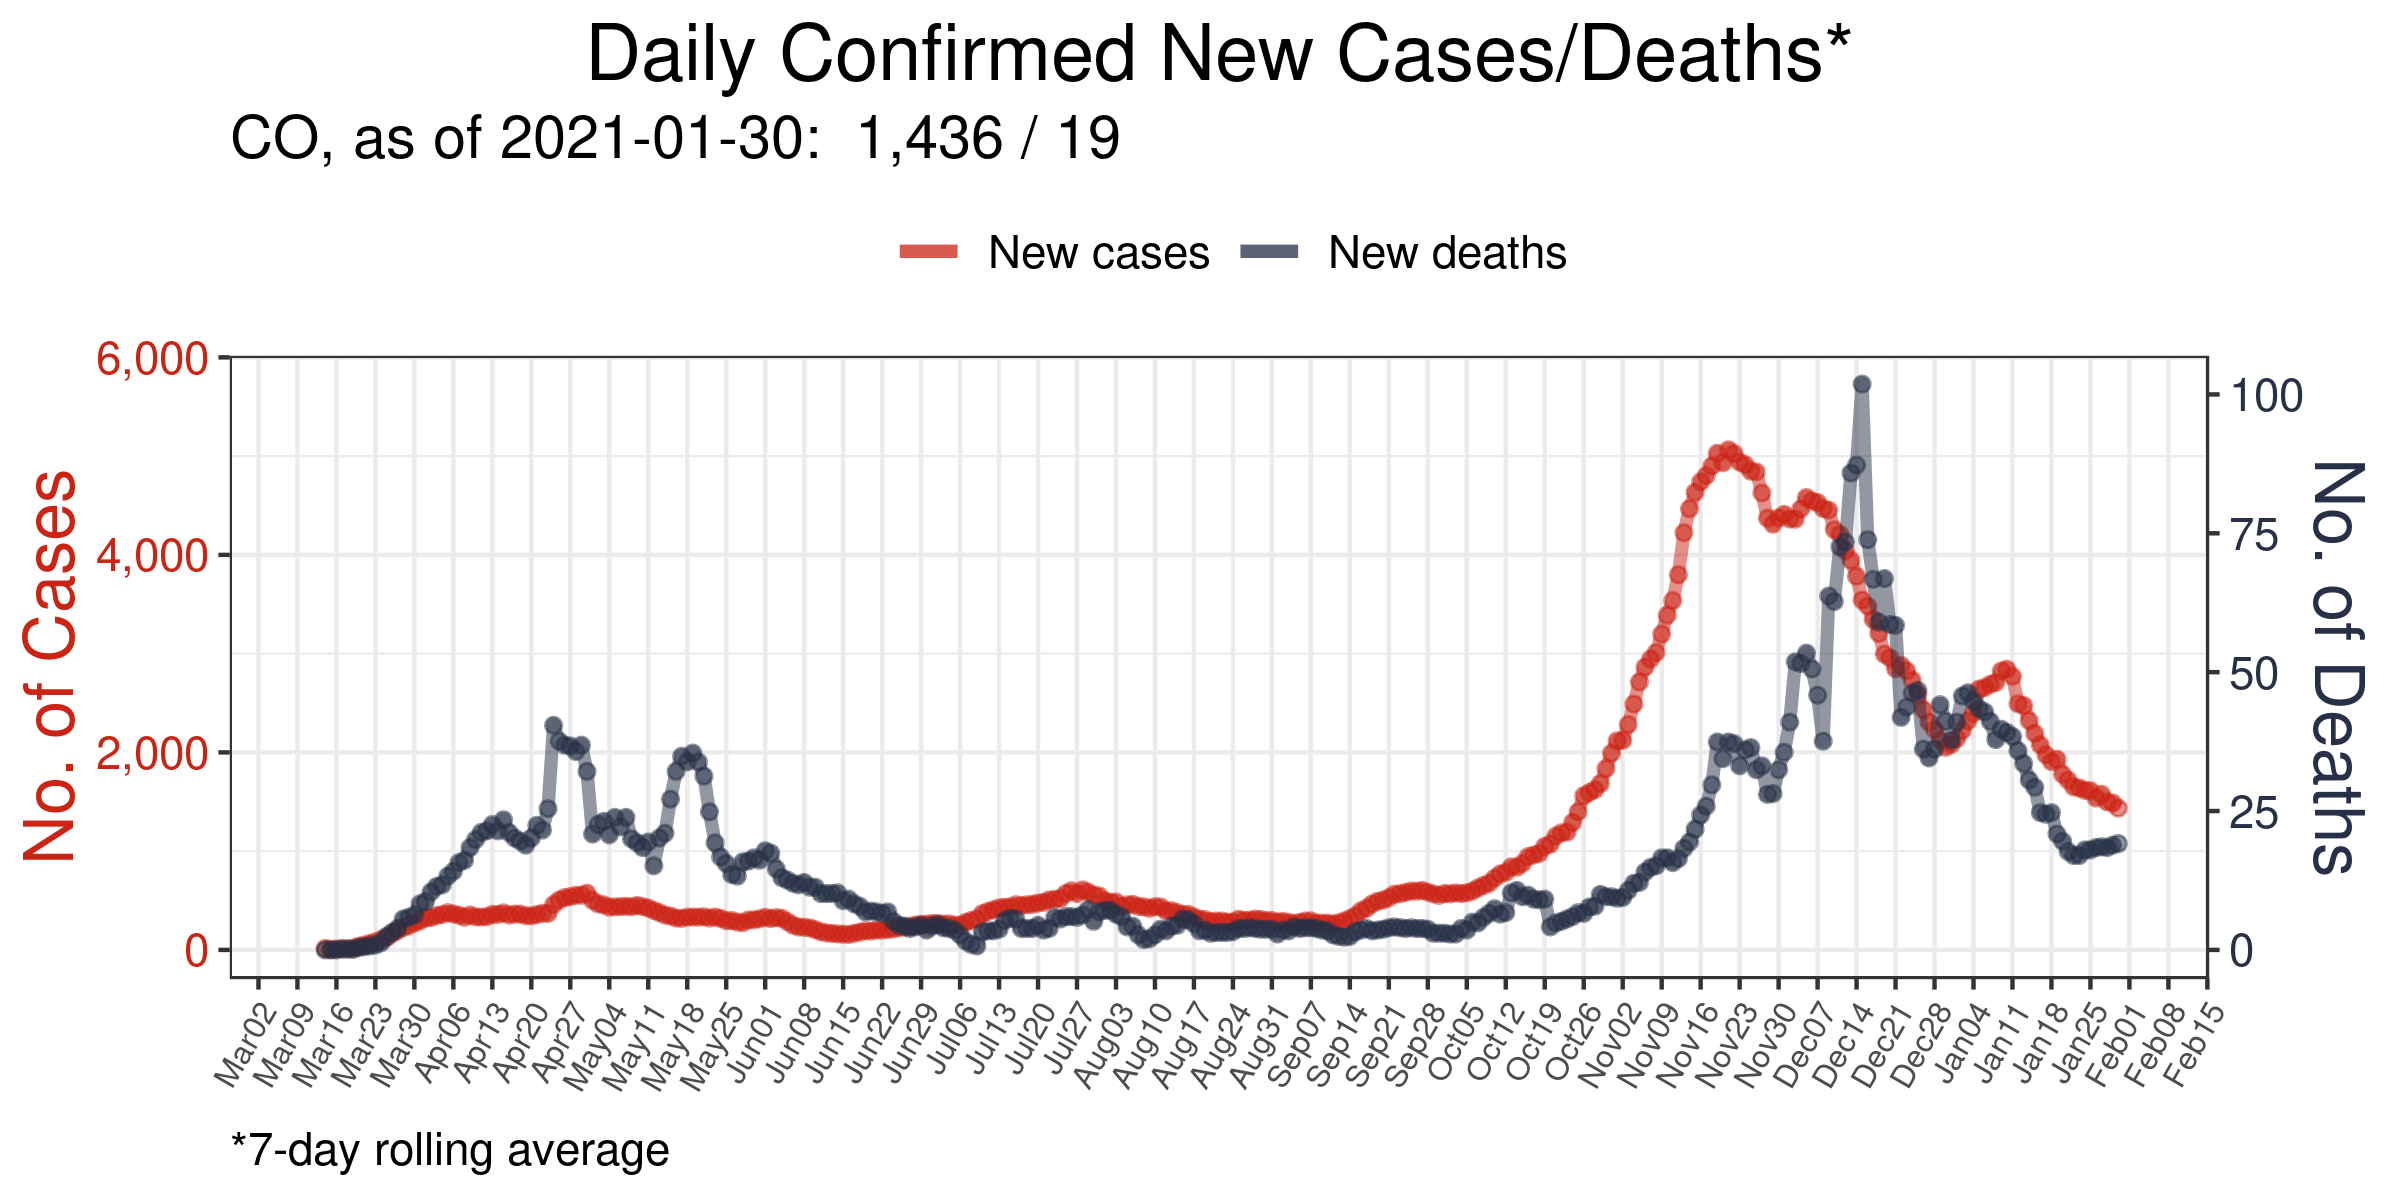 Daily Confirmed New Cases/Deaths*
CO, as of 2021-01-30: 1,436 / 19
New cases
New deaths
No. of Cases
6,000
4,000
2,000
0
100
75
50
25
0
No. of Deaths
Mar02
Mar09
Mar16
Mar23
Mar30
Apr06
Apr13
Apr20
Apr27
May04
May11
May18
May25
Jun01
Jun08
Jun15
Jun22
Jun29
Jul06
Jul13
Jul20
Jul27
Aug03
Aug10
Aug17
Aug24
Aug31
Sep07
Sep14
Sep21
Sep28
Oct05
Oct12
Oct19
Oct26
Nov02
Nov09
Nov16
Nov23
Nov30
Dec07
Dec14
Dec21
Dec28
Jan04
Jan11
Jan18
Jan25
Feb01
Feb08
Feb15
*7-day rolling average